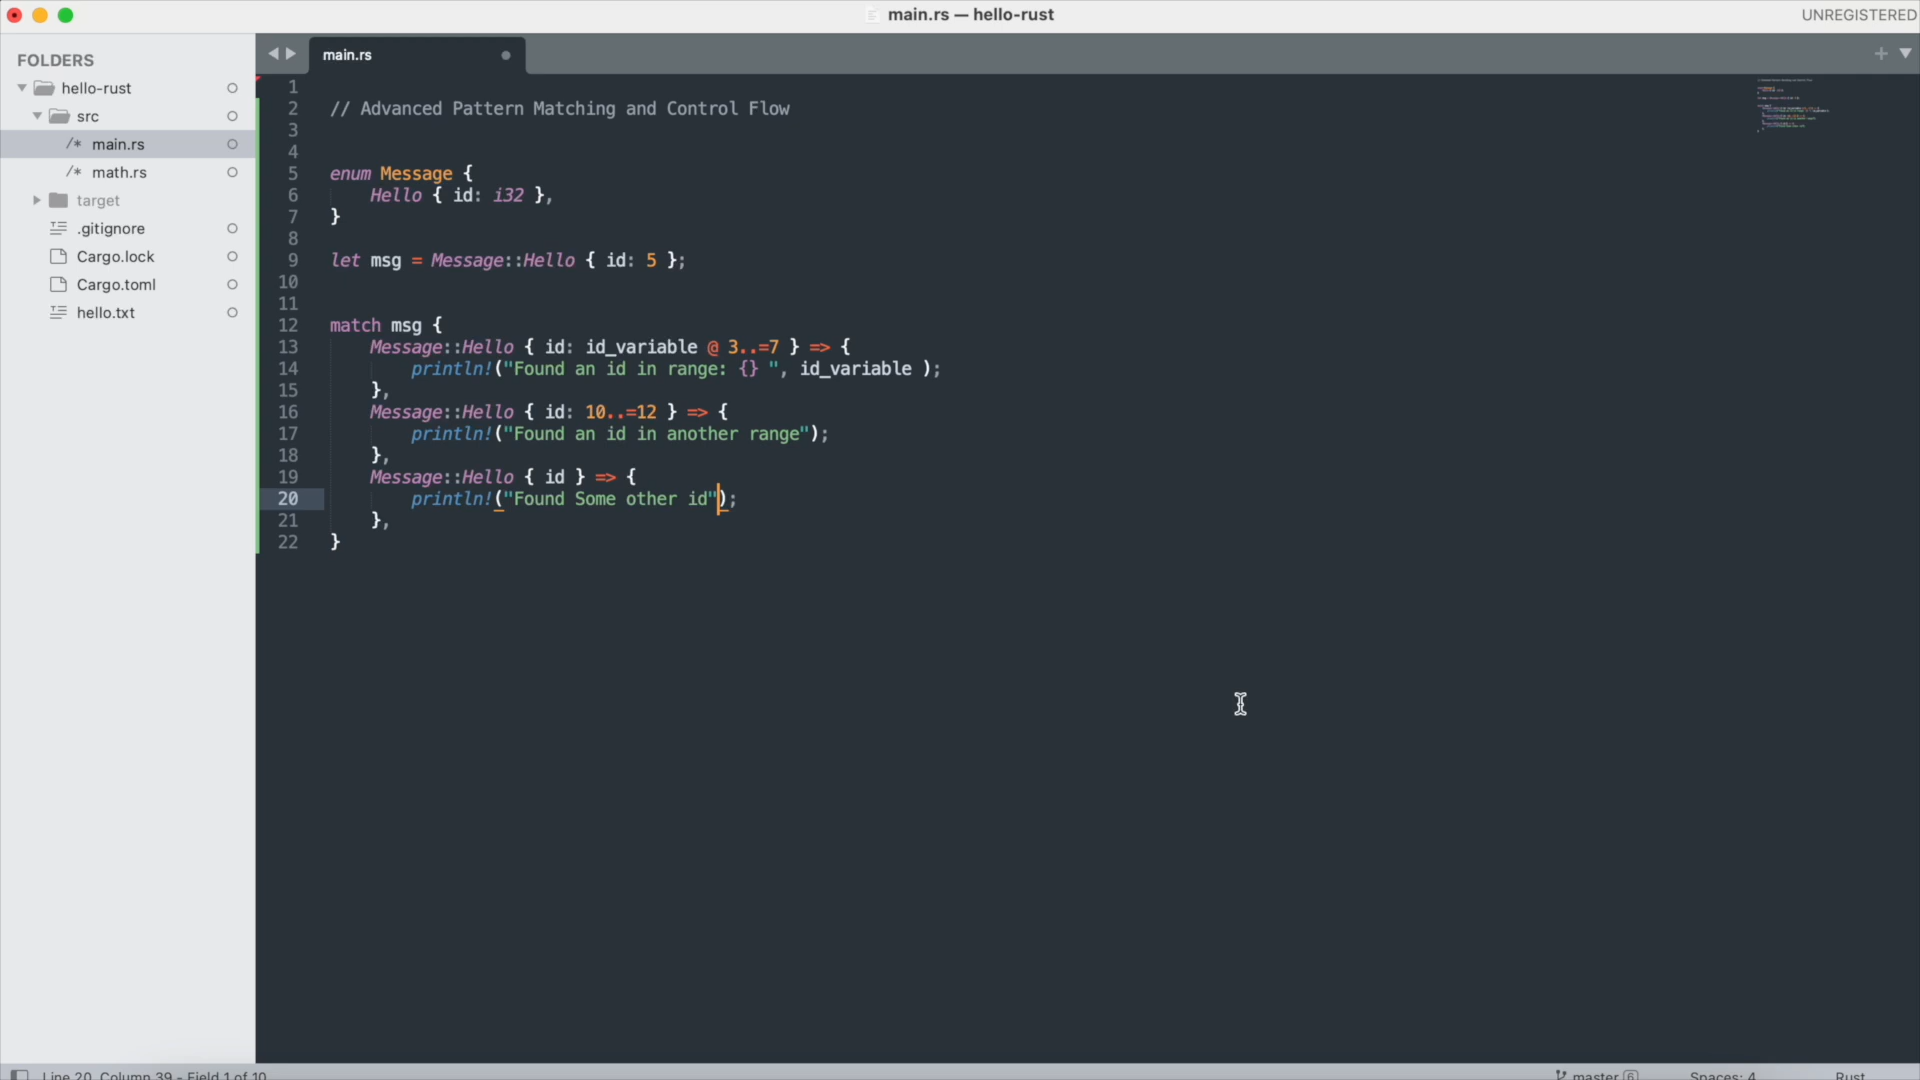 main.rs — hello-rust
UNREGISTERED
FOLDERS
hello-rust
src
/* main.rs
/* math.rs
target
.gitignore
Cargo.lock
Cargo.toml
hello.txt
main.rs
1
2 // Advanced Pattern Matching and Control Flow
3
4
5 enum Message {
6     Hello { id: i32 },
7 }
8
9 let msg = Message::Hello { id: 5 };
10
11
12 match msg {
13     Message::Hello { id: id_variable @ 3..=7 } => {
14         println!("Found an id in range: {} ", id_variable );
15     },
16     Message::Hello { id: 10..=12 } => {
17         println!("Found an id in another range");
18     },
19     Message::Hello { id } => {
20         println!("Found Some other id");
21     },
22 }
Line 20, Column 39 - Field 1 of 10
master 6
Spaces: 4
Rust